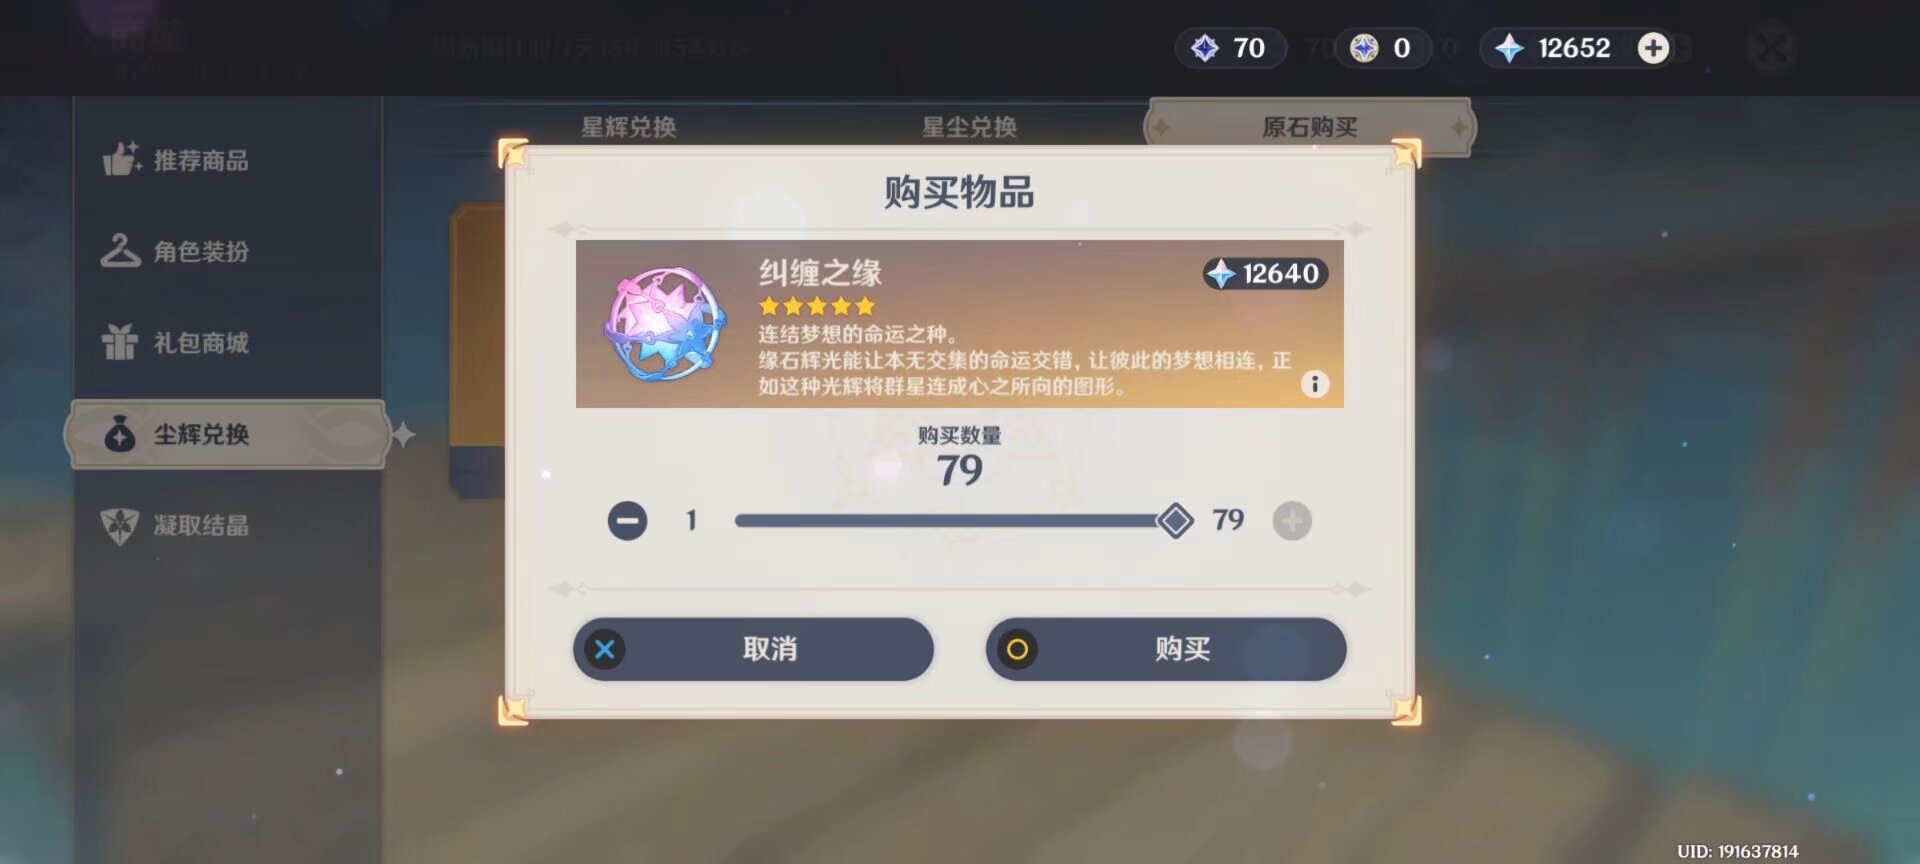 70
0
12652
推荐商品
角色装扮
礼包商城
尘辉兑换
凝取结晶
星辉兑换
星尘兑换
原石购买
购买物品
纠缠之缘
12640
连结梦想的命运之种。
缘石辉光能让本无交集的命运交错，让彼此的梦想相连，正
如这种光辉将群星连成心之所向的图形。
购买数量
79
1
79
取消
购买
UID: 191637814